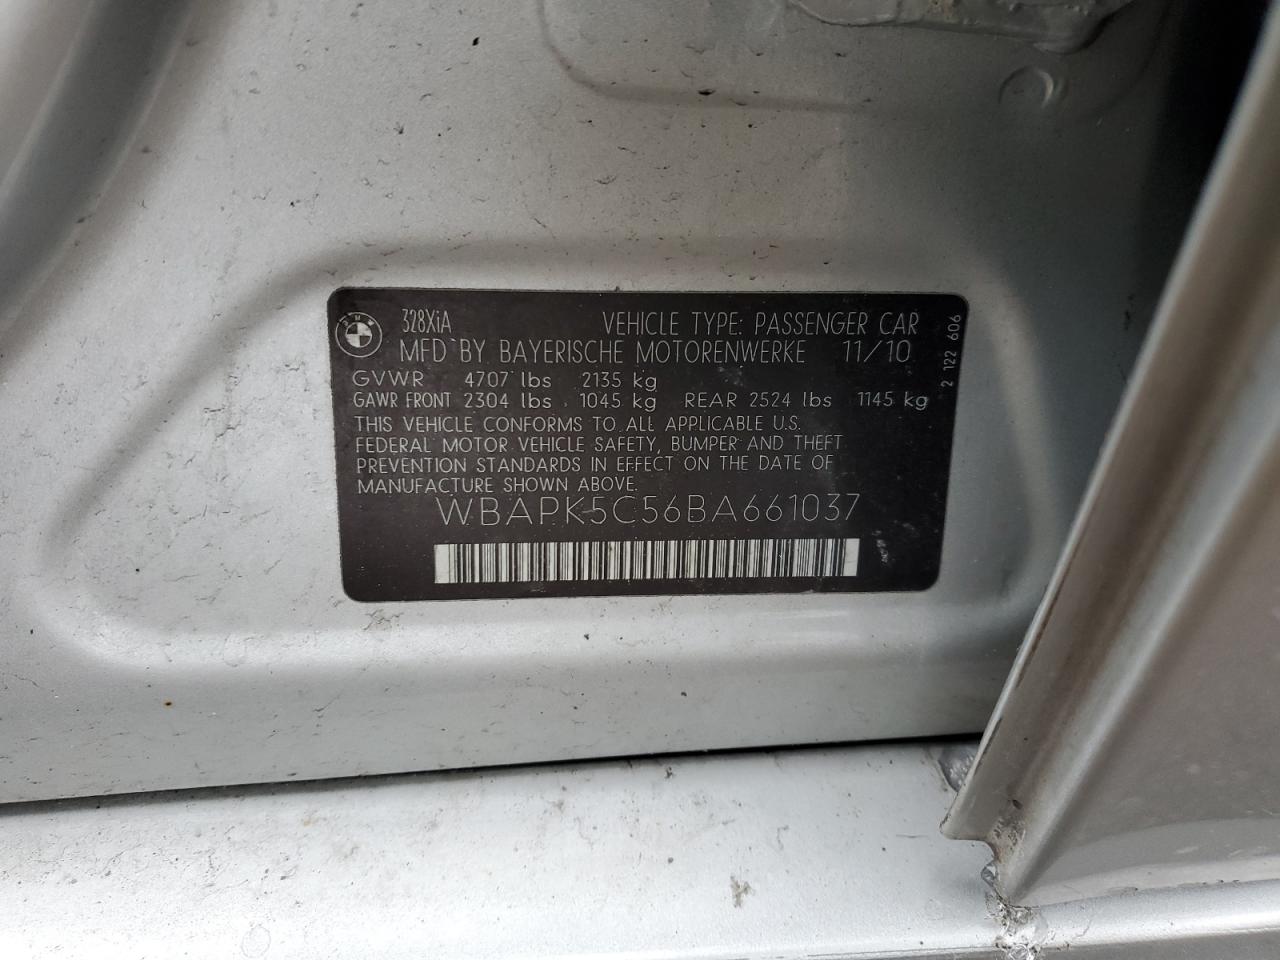 328XiA VEHICLE TYPE: PASSENGER CAR
MFD BY BAYERISCHE MOTORENWERKE 11/10
GVWR 4707 lbs 2135 kg
GAWR FRONT 2304 lbs 1045 kg REAR 2524 lbs 1145 kg
THIS VEHICLE CONFORMS TO ALL APPLICABLE U.S.
FEDERAL MOTOR VEHICLE SAFETY, BUMPER AND THEFT
PREVENTION STANDARDS IN EFFECT ON THE DATE OF
MANUFACTURE SHOWN ABOVE.
WBAPK5C56BA661037
2 122 606
BMW